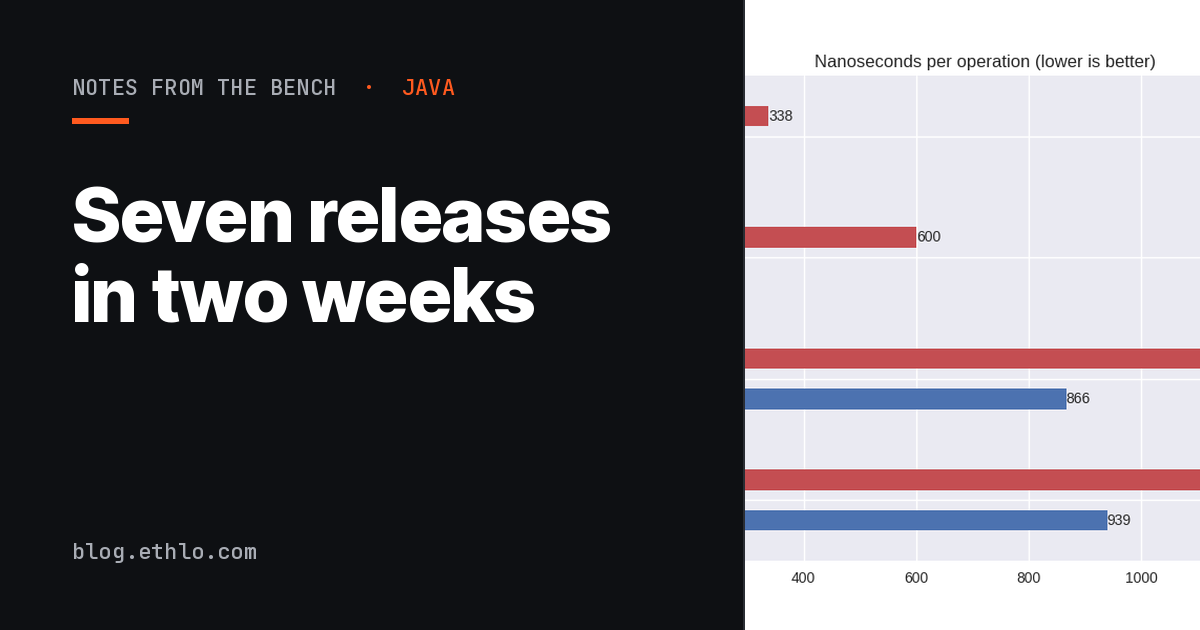 NOTES FROM THE BENCH · JAVA
Seven releases
in two weeks
blog.ethlo.com
Nanoseconds per operation (lower is better)
338
600
866
939
400 600 800 1000